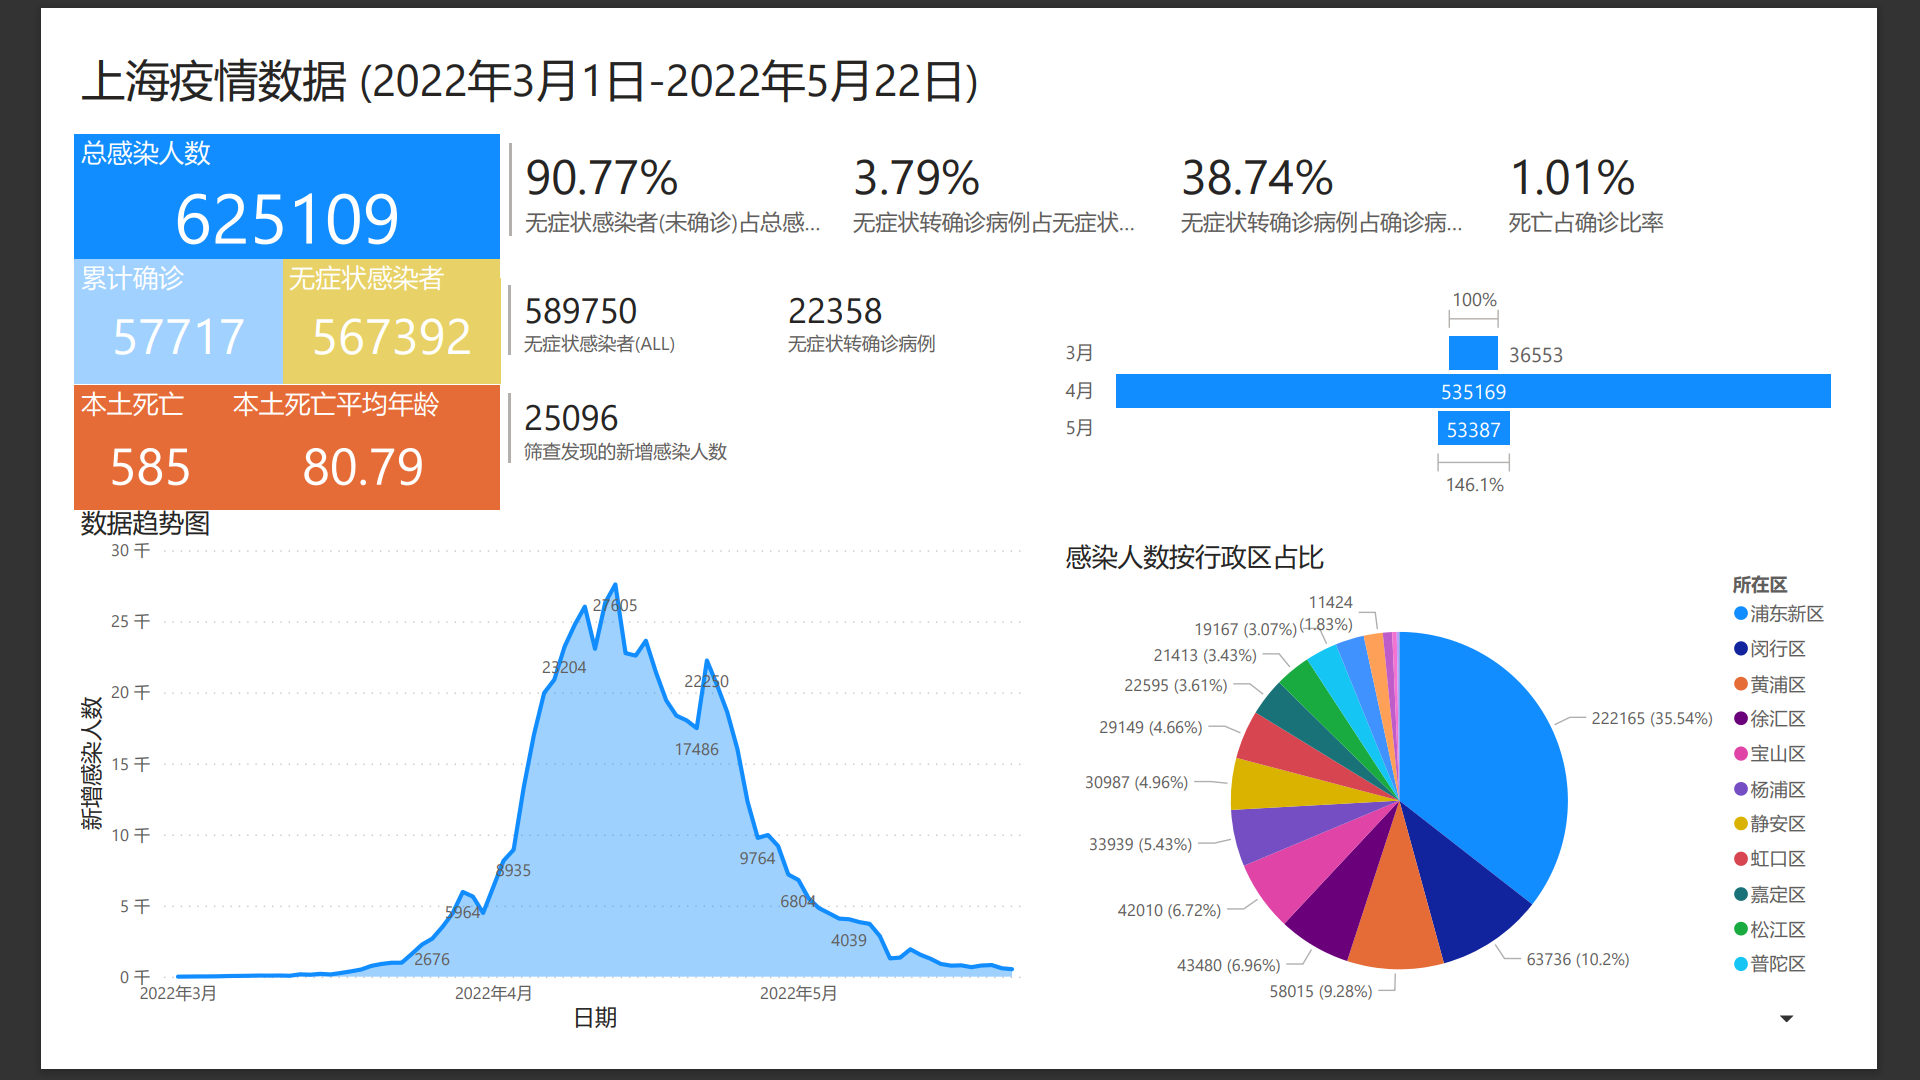 上海疫情数据 (2022年3月1日-2022年5月22日)
总感染人数
625109
累计确诊
57717
无症状感染者
567392
本土死亡
585
本土死亡平均年龄
80.79
90.77%
无症状感染者(未确诊)占总感...
3.79%
无症状转确诊病例占无症状...
38.74%
无症状转确诊病例占确诊病...
1.01%
死亡占确诊比率
589750
无症状感染者(ALL)
22358
无症状转确诊病例
25096
筛查发现的新增感染人数
100%
3月
36553
4月
535169
5月
53387
146.1%
数据趋势图
30 千
25 千
20 千
15 千
10 千
5 千
0 千
新增感染人数
27605
23204
22250
17486
8935
9764
5964
6804
2676
4039
2022年3月
2022年4月
2022年5月
日期
感染人数按行政区占比
11424
(1.83%)
19167 (3.07%)
21413 (3.43%)
22595 (3.61%)
29149 (4.66%)
30987 (4.96%)
33939 (5.43%)
42010 (6.72%)
43480 (6.96%)
58015 (9.28%)
63736 (10.2%)
222165 (35.54%)
所在区
浦东新区
闵行区
黄浦区
徐汇区
宝山区
杨浦区
静安区
虹口区
嘉定区
松江区
普陀区